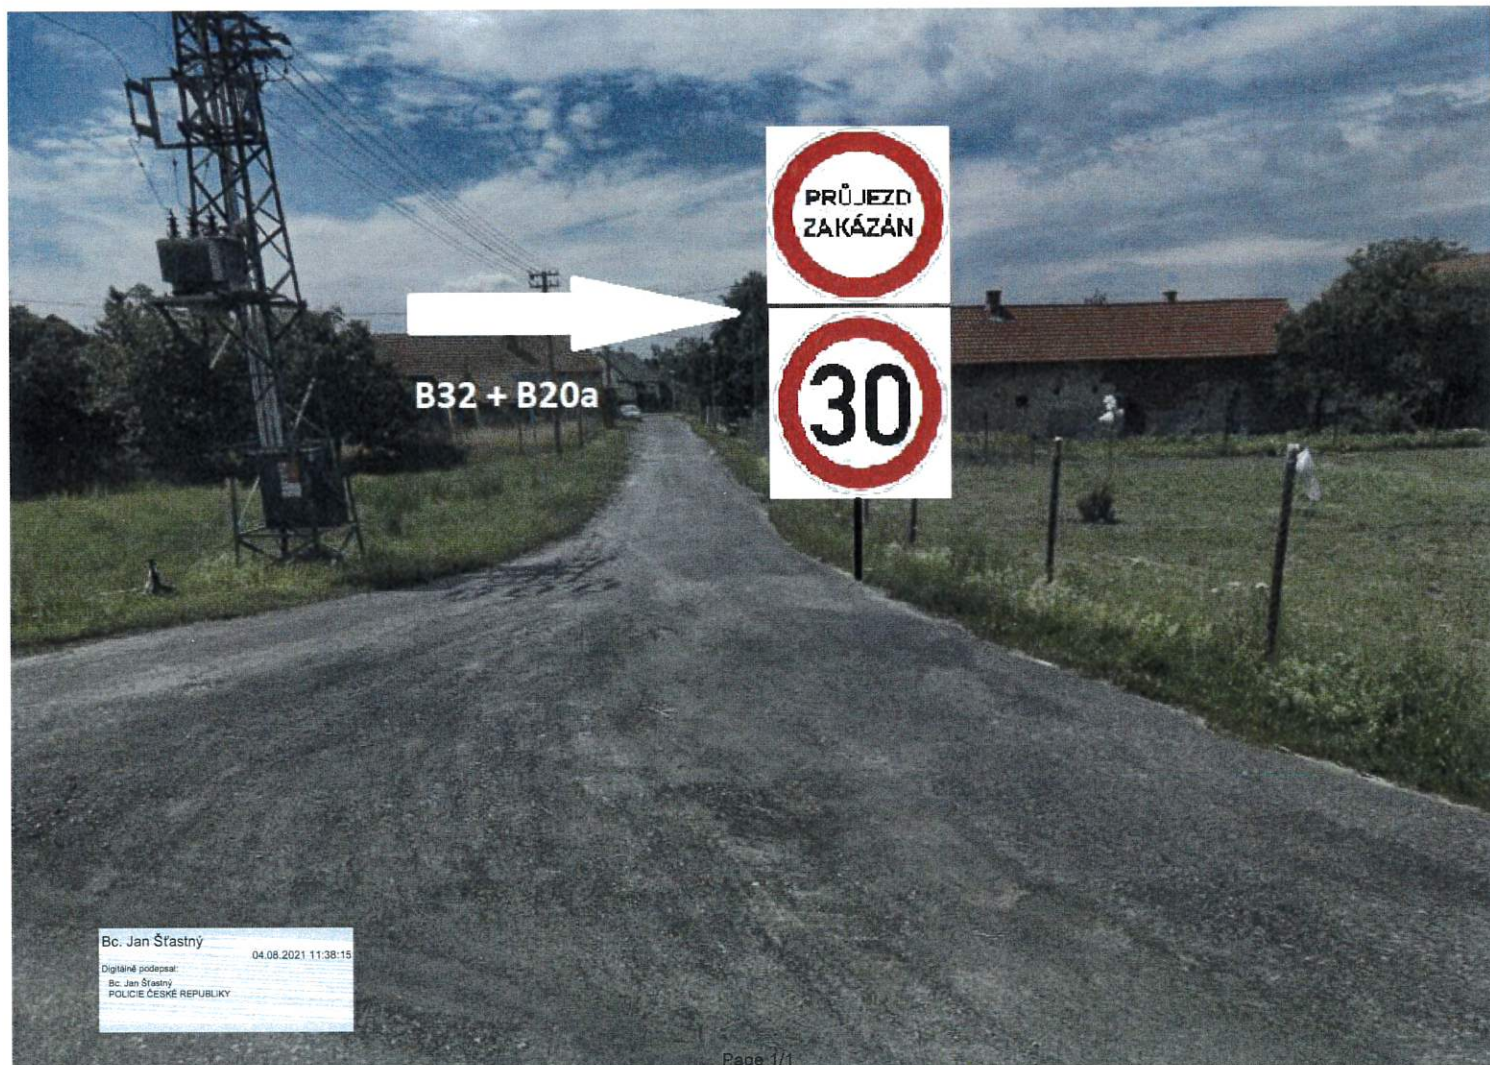 PRŮJEZD
ZAKÁZÁN
30
B32 + B20a
Bc. Jan Šťastný
04.08.2021 11:38:15
Digitálně podepsal:
Bc. Jan Šťastný
POLICIE ČESKÉ REPUBLIKY
Page 1/1